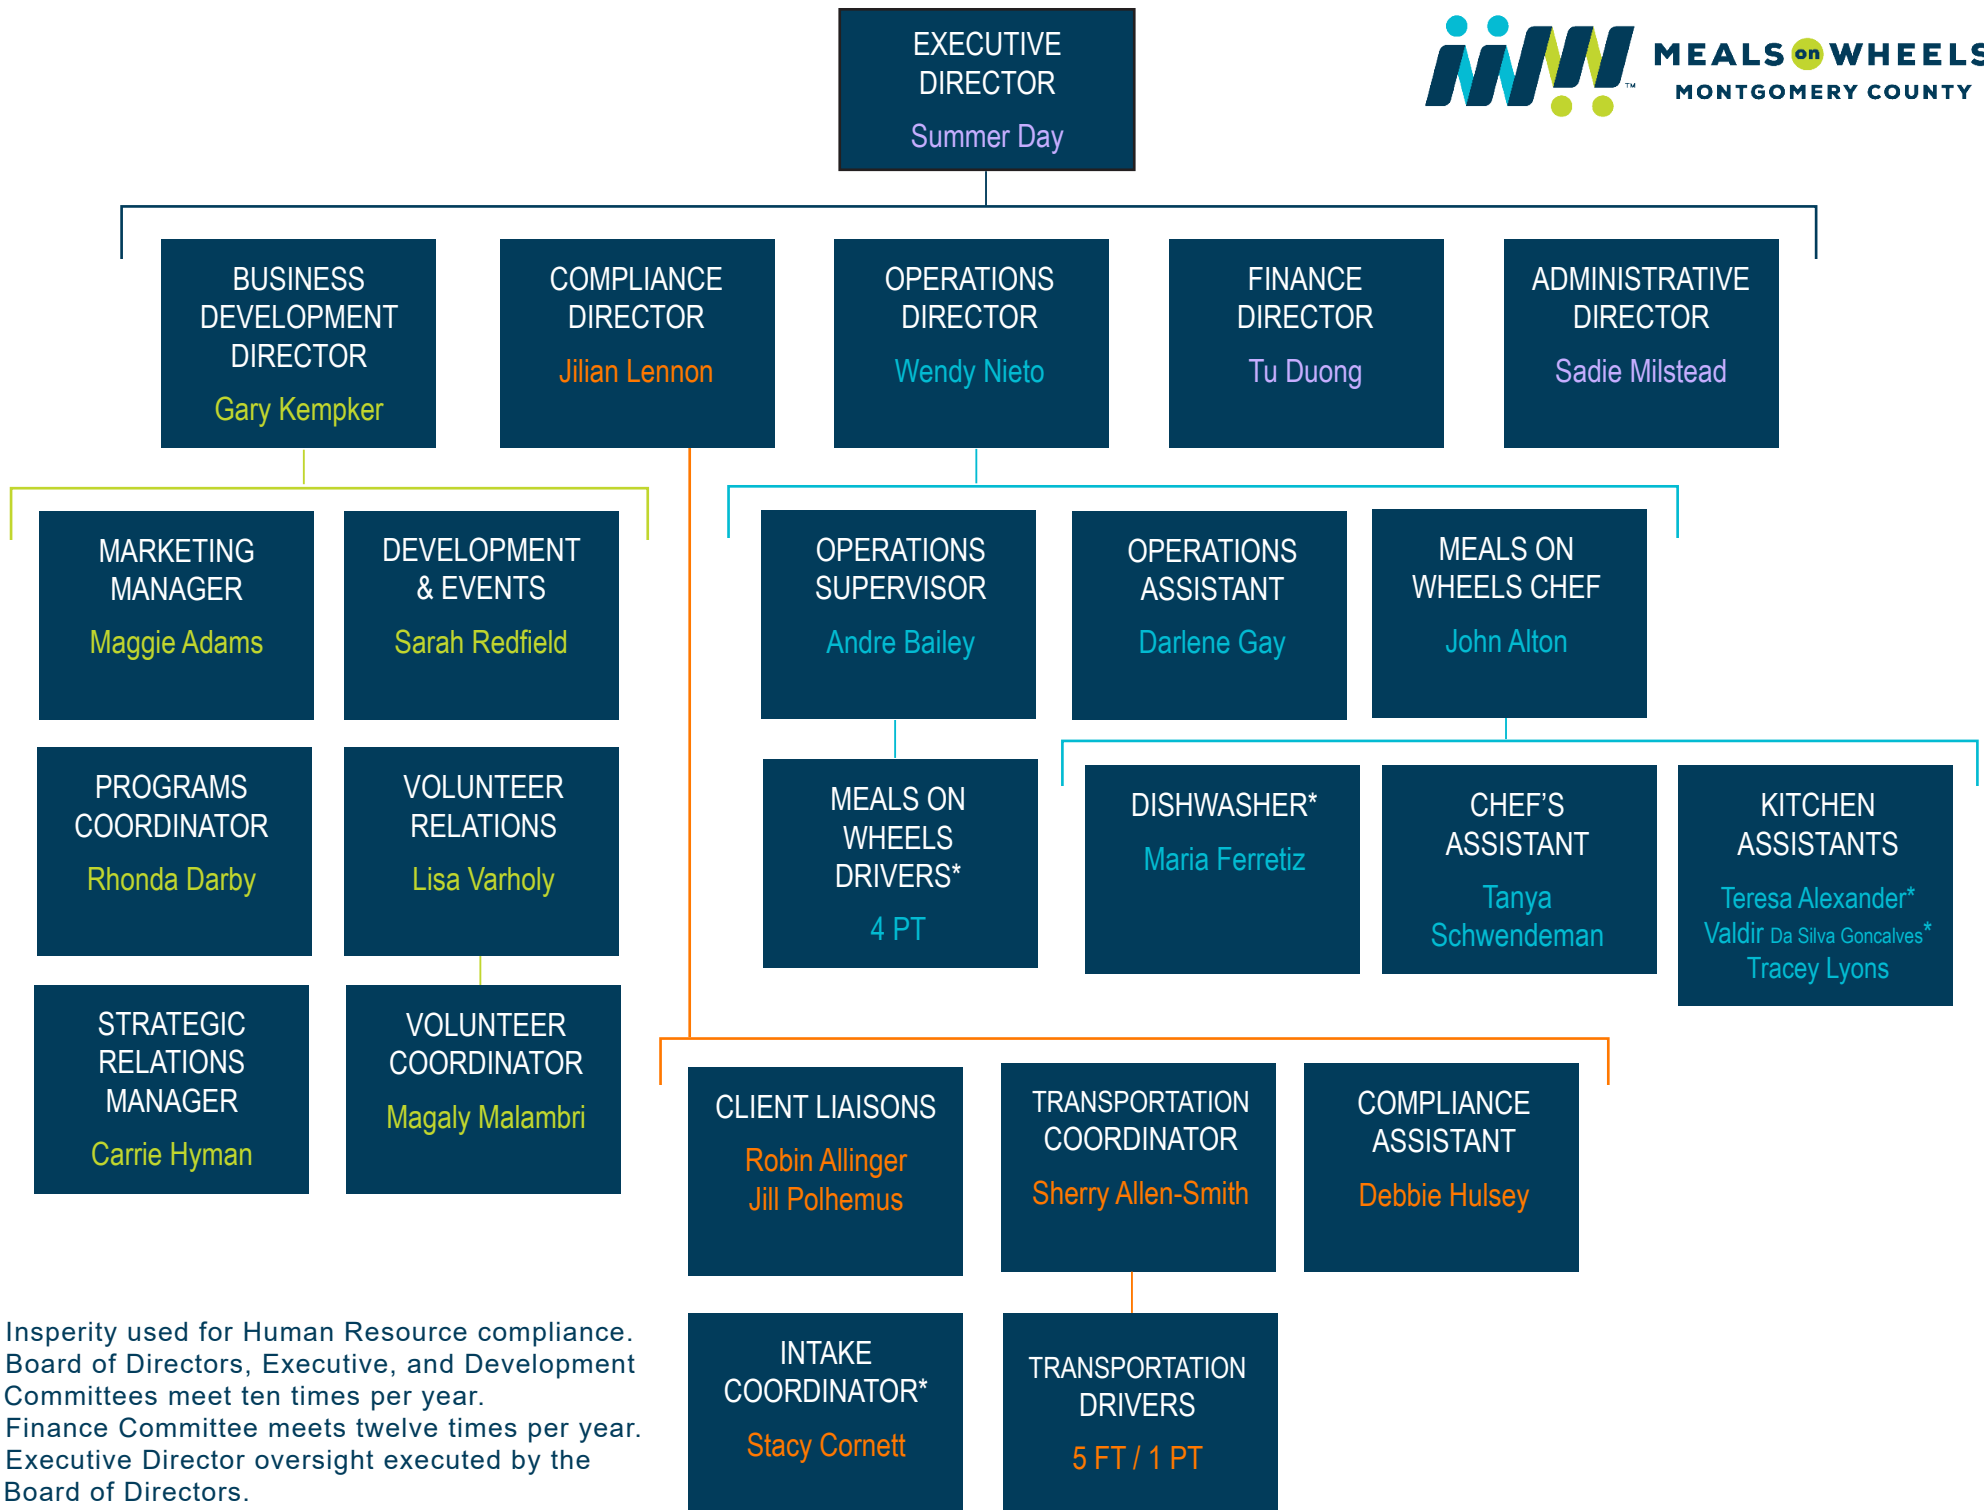 EXECUTIVE
DIRECTOR
Summer Day
MEALS on WHEELS
MONTGOMERY COUNTY
TM
BUSINESS
DEVELOPMENT
DIRECTOR
Gary Kempker
COMPLIANCE
DIRECTOR
Jilian Lennon
OPERATIONS
DIRECTOR
Wendy Nieto
FINANCE
DIRECTOR
Tu Duong
ADMINISTRATIVE
DIRECTOR
Sadie Milstead
MARKETING
MANAGER
Maggie Adams
DEVELOPMENT
& EVENTS
Sarah Redfield
OPERATIONS
SUPERVISOR
Andre Bailey
OPERATIONS
ASSISTANT
Darlene Gay
MEALS ON
WHEELS CHEF
John Alton
PROGRAMS
COORDINATOR
Rhonda Darby
VOLUNTEER
RELATIONS
Lisa Varholy
MEALS ON
WHEELS
DRIVERS*
4 PT
DISHWASHER*
Maria Ferretiz
CHEF’S
ASSISTANT
Tanya
Schwendeman
KITCHEN
ASSISTANTS
Teresa Alexander*
Valdir Da Silva Goncalves*
Tracey Lyons
STRATEGIC
RELATIONS
MANAGER
Carrie Hyman
VOLUNTEER
COORDINATOR
Magaly Malambri
CLIENT LIAISONS
Robin Allinger
Jill Polhemus
TRANSPORTATION
COORDINATOR
Sherry Allen-Smith
COMPLIANCE
ASSISTANT
Debbie Hulsey
INTAKE
COORDINATOR*
Stacy Cornett
TRANSPORTATION
DRIVERS
5 FT / 1 PT
Insperity used for Human Resource compliance.
Board of Directors, Executive, and Development
Committees meet ten times per year.
Finance Committee meets twelve times per year.
Executive Director oversight executed by the
Board of Directors.